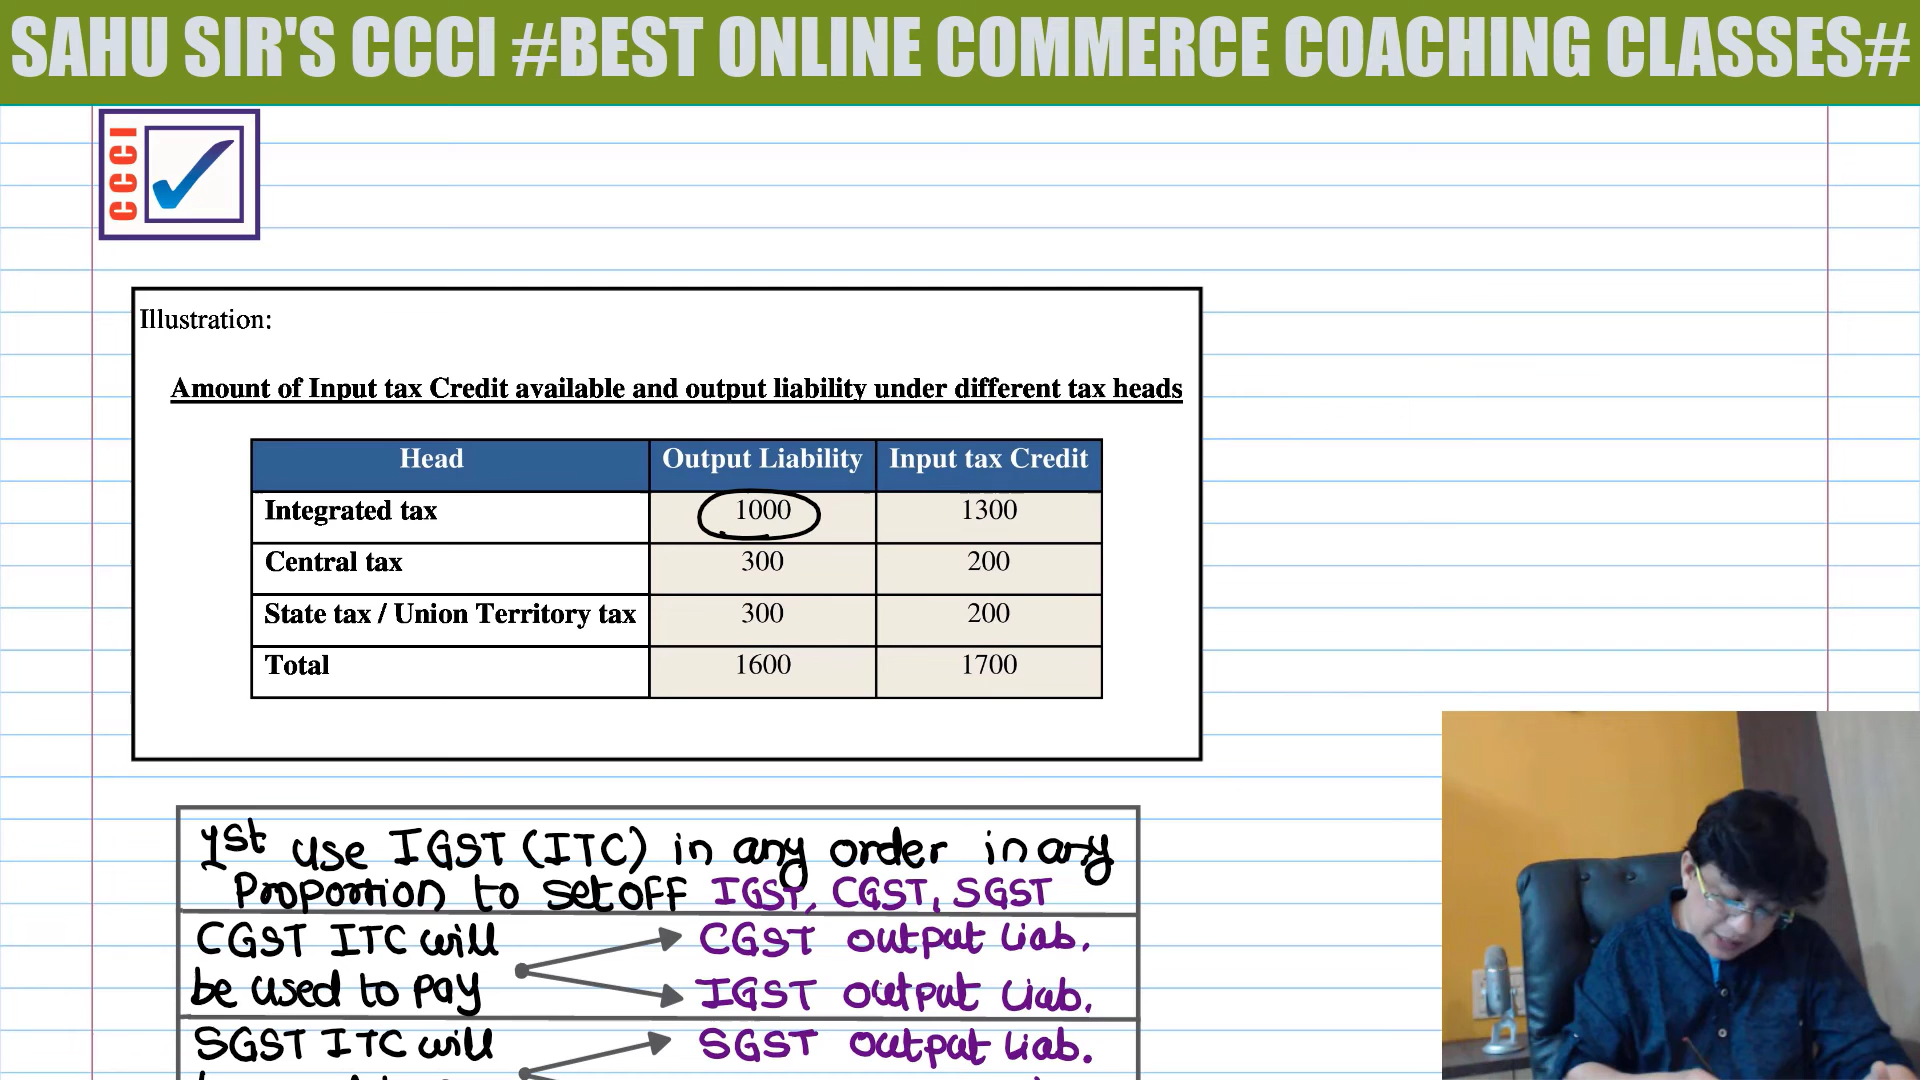 SAHU SIR'S CCCI #BEST ONLINE COMMERCE COACHING CLASSES#
CCCI
Illustration:
Amount of Input tax Credit available and output liability under different tax heads
Head Output Liability Input tax Credit
Integrated tax 1000 1300
Central tax 300 200
State tax / Union Territory tax 300 200
Total 1600 1700
1st use IGST (ITC) in any order in any
Proportion to setoff IGST, CGST, SGST
CGST ITC will CGST output Liab.
be used to pay IGST output Liab.
SGST ITC will SGST output Liab.